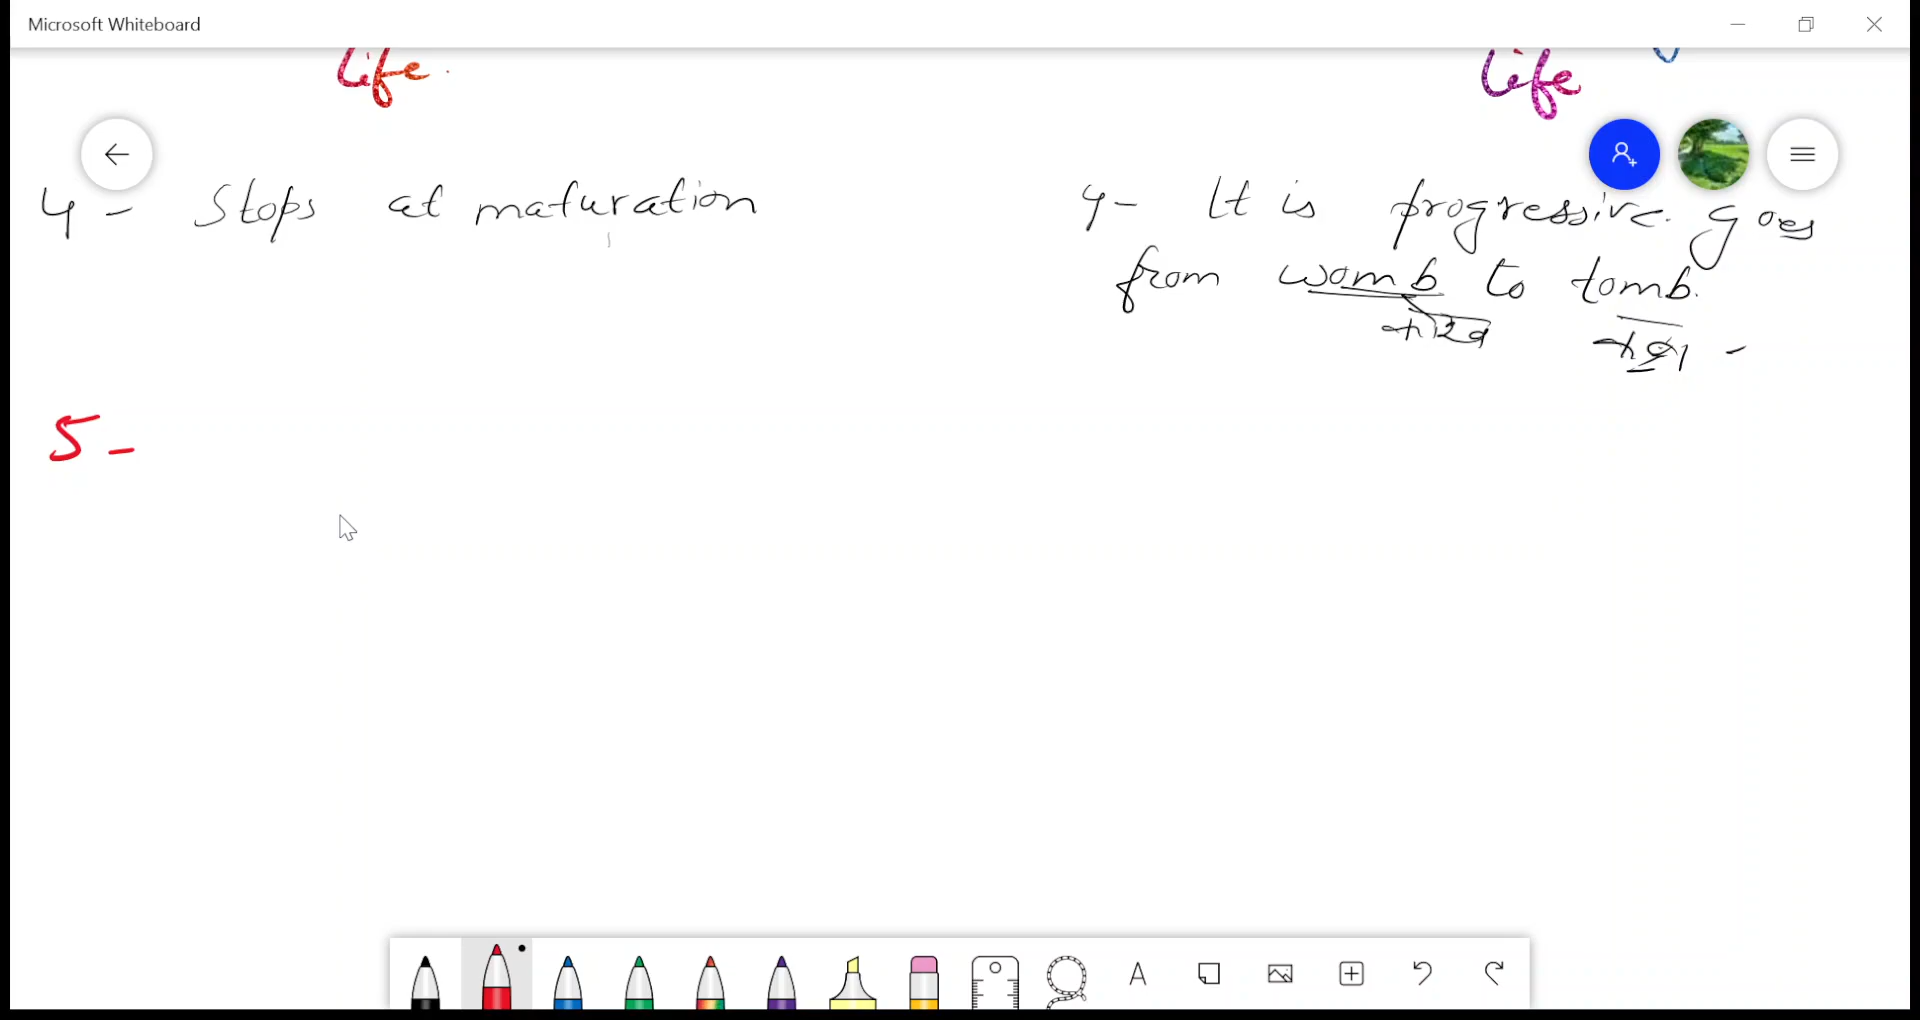 Microsoft Whiteboard
Life.
Life
4- Stops at maturation
4- It is progressive. goes
from womb to tomb.
5-